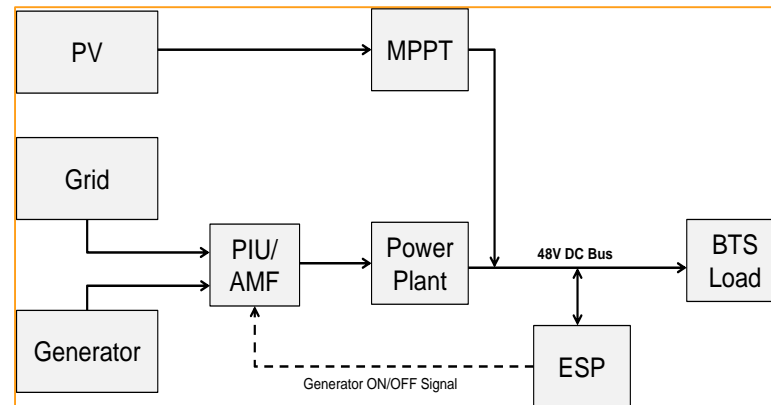 PV
MPPT
Grid
PIU/
AMF
Power
Plant
48V DC Bus
BTS
Load
Generator
Generator ON/OFF Signal
ESP